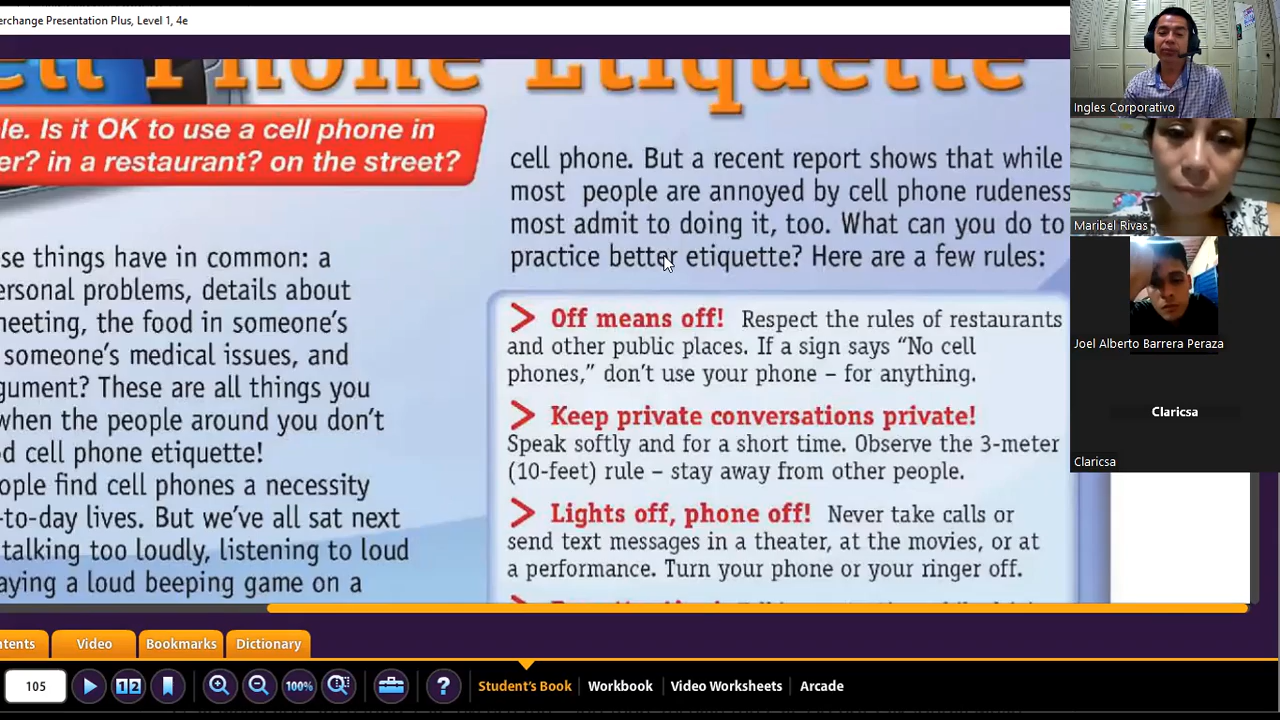 erchange Presentation Plus, Level 1, 4e
ell Phone Etiquette
le. Is it OK to use a cell phone in
er? in a restaurant? on the street?
se things have in common: a
ersonal problems, details about
neeting, the food in someone's
someone's medical issues, and
gument? These are all things you
when the people around you don't
d cell phone etiquette!
ople find cell phones a necessity
-to-day lives. But we've all sat next
talking too loudly, listening to loud
aying a loud beeping game on a
cell phone. But a recent report shows that while
most people are annoyed by cell phone rudeness
most admit to doing it, too. What can you do to
practice better etiquette? Here are a few rules:
> Off means off! Respect the rules of restaurants
and other public places. If a sign says “No cell
phones,” don't use your phone – for anything.
> Keep private conversations private!
Speak softly and for a short time. Observe the 3-meter
(10-feet) rule – stay away from other people.
> Lights off, phone off! Never take calls or
send text messages in a theater, at the movies, or at
a performance. Turn your phone or your ringer off.
Ingles Corporativo
Maribel Rivas
Joel Alberto Barrera Peraza
Claricsa
Claricsa
ntents Video Bookmarks Dictionary
105 1 2 100% ? Student's Book Workbook Video Worksheets Arcade